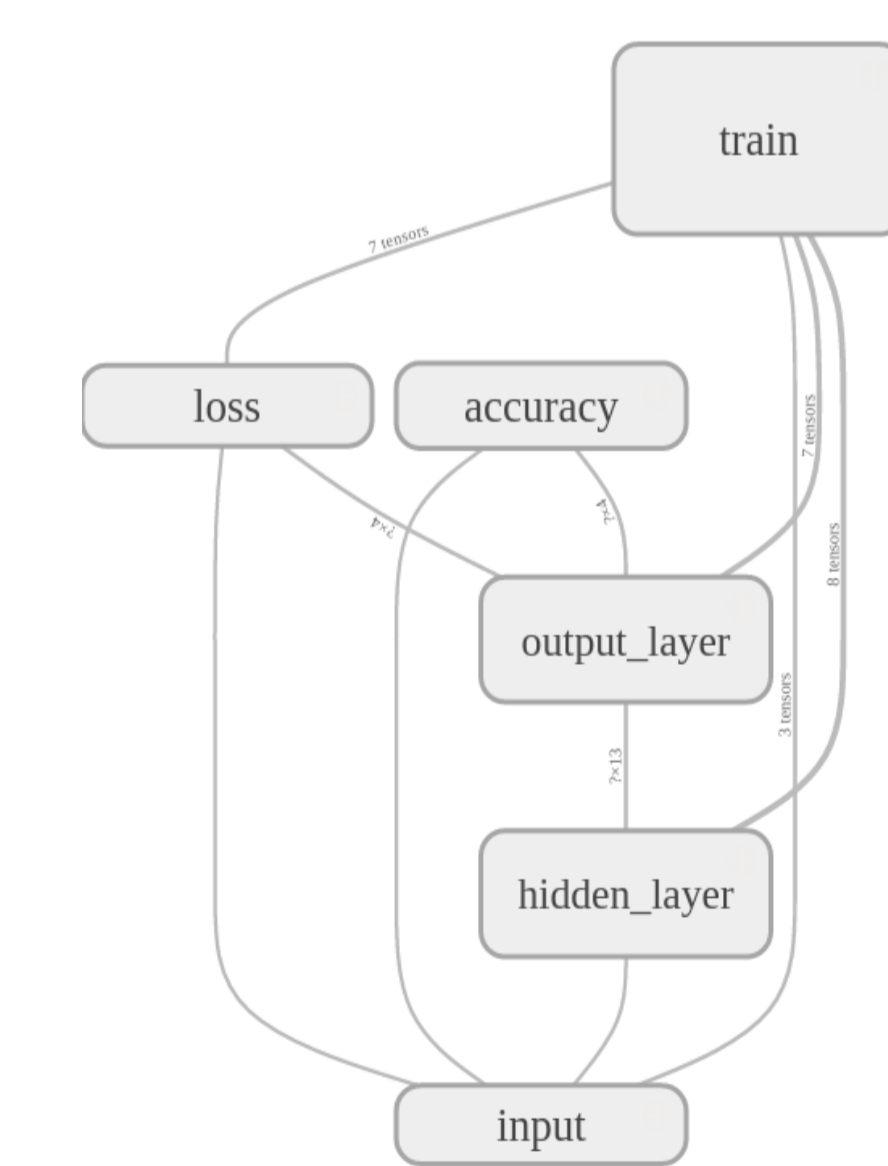 train
7 tensors
loss
accuracy
7 tensors
?×4
?×4
8 tensors
output_layer
3 tensors
?×13
hidden_layer
input